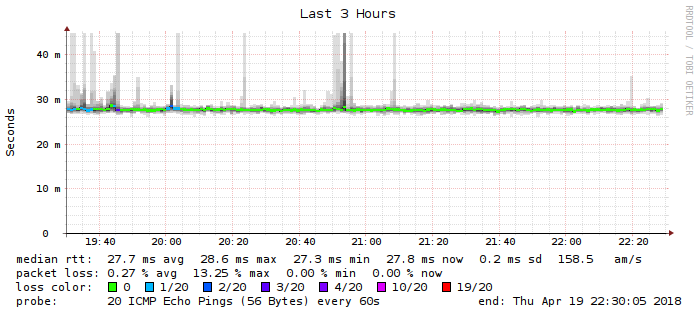 Last 3 Hours
RRDTOOL / TOBI OETIKER
Seconds
40 m
30 m
20 m
10 m
0
19:40 20:00 20:20 20:40 21:00 21:20 21:40 22:00 22:20
median rtt: 27.7 ms avg 28.6 ms max 27.3 ms min 27.8 ms now 0.2 ms sd 158.5 am/s
packet loss: 0.27 % avg 13.25 % max 0.00 % min 0.00 % now
loss color: 0 1/20 2/20 3/20 4/20 10/20 19/20
probe: 20 ICMP Echo Pings (56 Bytes) every 60s end: Thu Apr 19 22:30:05 2018